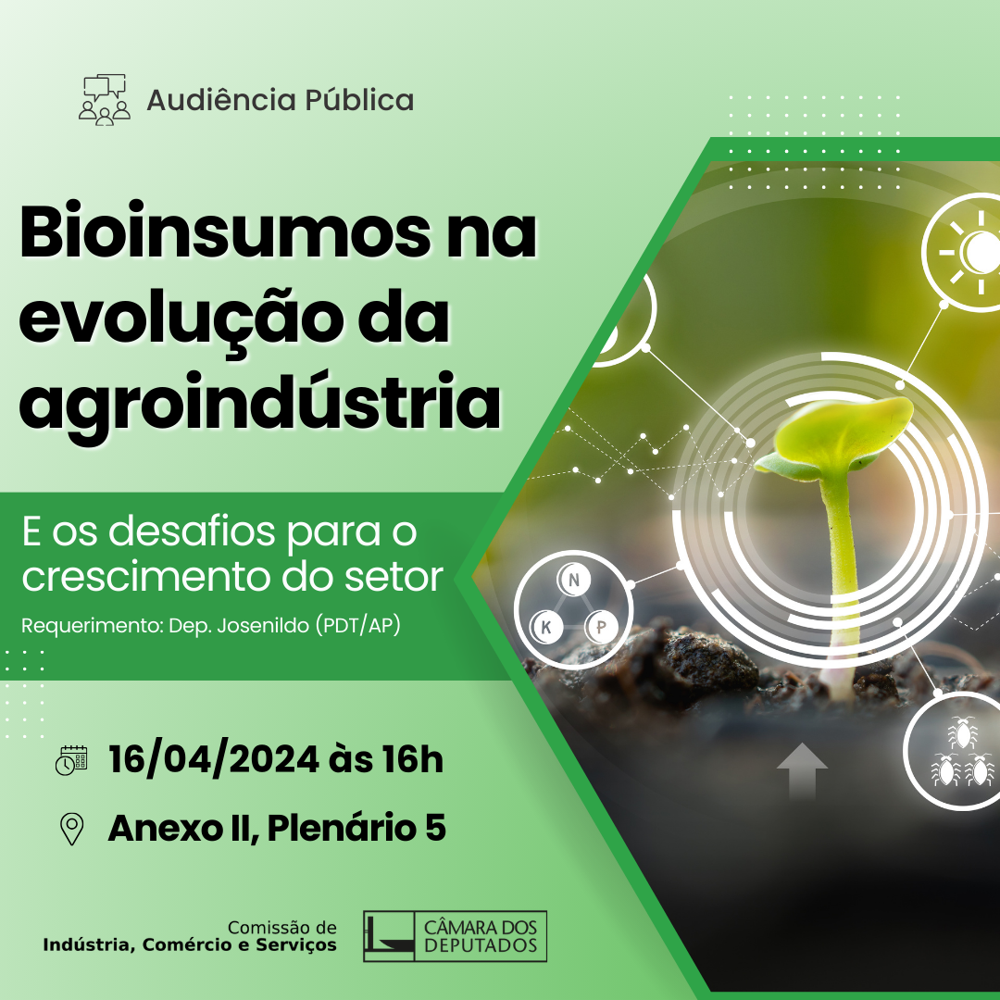 Audiência Pública
Bioinsumos na
evolução da
agroindústria
E os desafios para o
crescimento do setor
Requerimento: Dep. Josenildo (PDT/AP)
N
K
P
16/04/2024 às 16h
Anexo II, Plenário 5
Comissão de
Indústria, Comércio e Serviços
CÂMARA DOS
DEPUTADOS